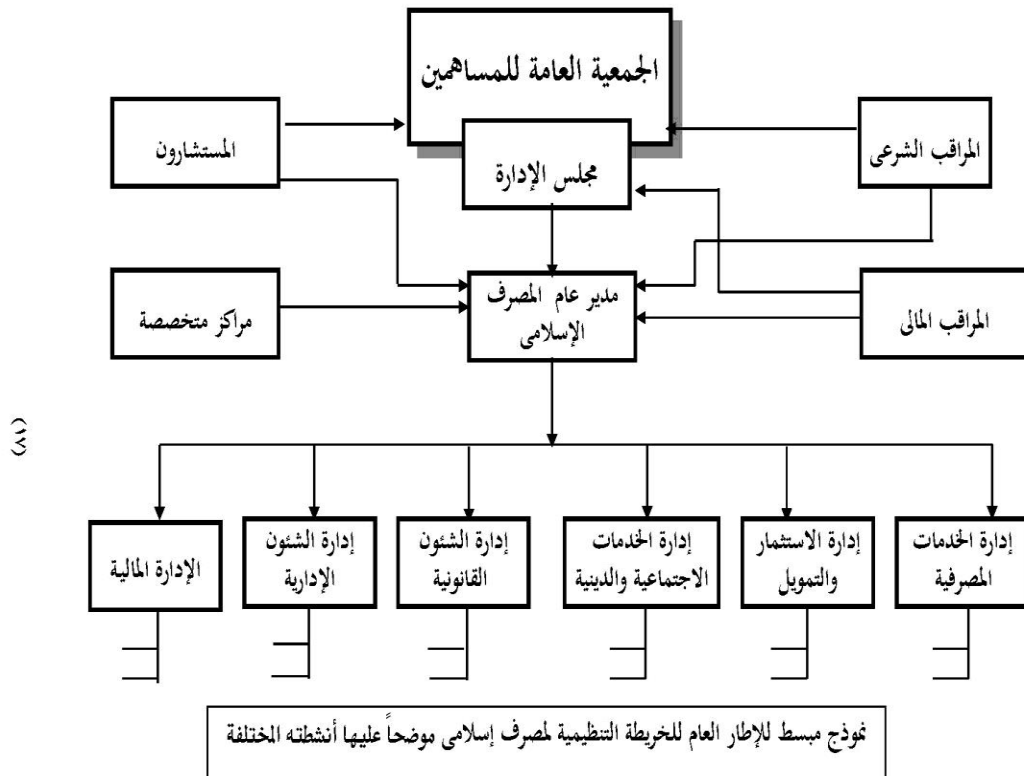 الجمعية العامة للمساهمين
المراقب الشرعى
المستشارون
مجلس الإدارة
المراقب المالى
مدير عام المصرف
الإسلامى
مراكز متخصصة
(١٧)
إدارة الخدمات
المصرفية
إدارة الاستثمار
والتمويل
إدارة الخدمات
الاجتماعية والدينية
إدارة الشئون
القانونية
إدارة الشئون
الإدارية
الإدارة المالية
نموذج مبسط للإطار العام للخريطة التنظيمية لمصرف إسلامى موضحاً عليها أنشطته المختلفة